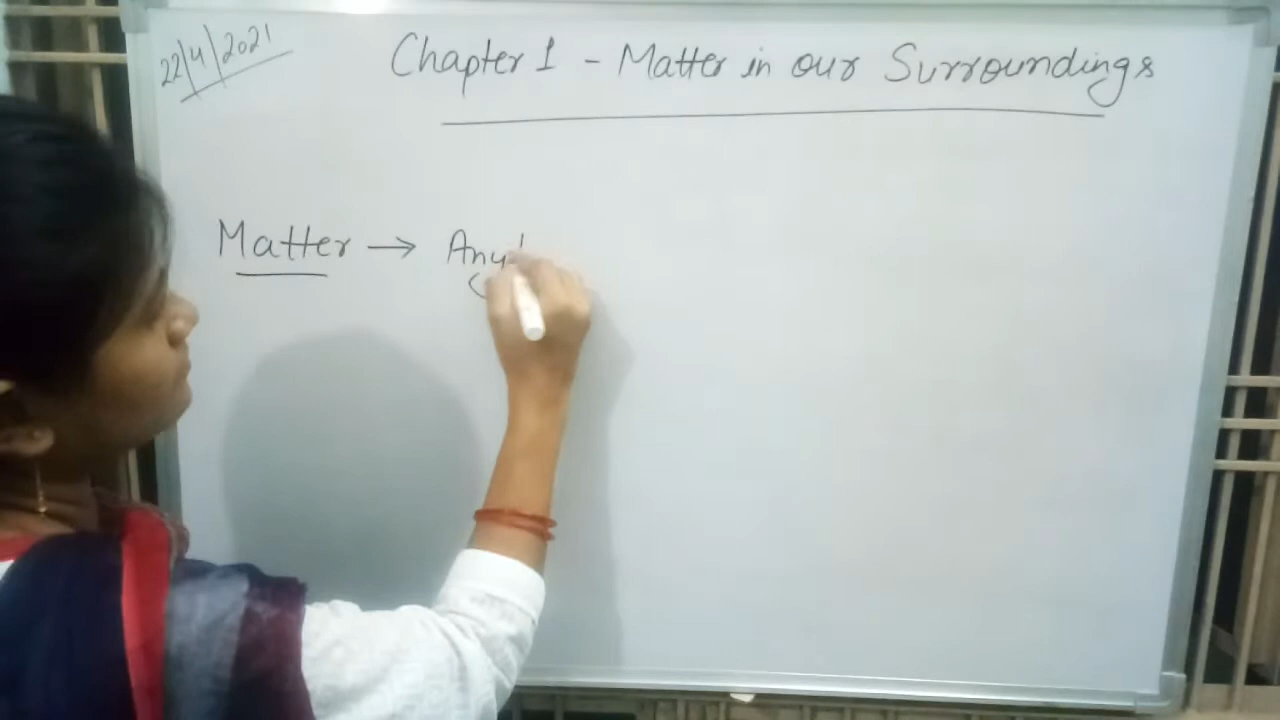 22/4/2021
Chapter 1 - Matter in our Surroundings
Matter → Any